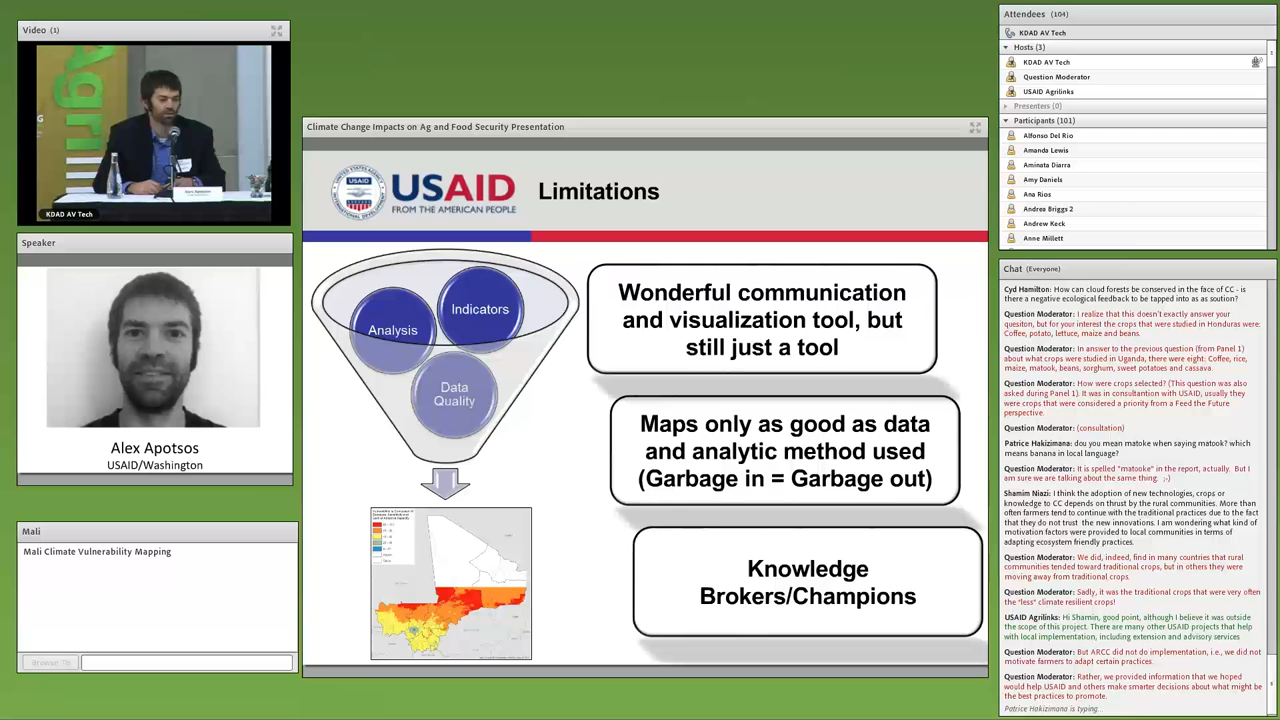 Video (1)
Agril
G
KDAD AV Tech
Speaker
Alex Apotsos
USAID/Washington
Mali
Mali Climate Vulnerability Mapping
Browse To
Climate Change Impacts on Ag and Food Security Presentation
USAID
FROM THE AMERICAN PEOPLE
Limitations
Analysis
Indicators
Data
Quality
Wonderful communication
and visualization tool, but
still just a tool
Maps only as good as data
and analytic method used
(Garbage in = Garbage out)
Knowledge
Brokers/Champions
Attendees (104)
KDAD AV Tech
Hosts (3)
KDAD AV Tech
Question Moderator
USAID Agrilinks
Presenters (0)
Participants (101)
Alfonso Del Rio
Amanda Lewis
Aminata Diarra
Amy Daniels
Ana Rios
Andrea Briggs 2
Andrew Keck
Anne Millett
Chat (Everyone)
Cyd Hamilton: How can cloud forests be conserved in the face of CC - is
there a negative ecological feedback to be tapped into as as soution?
Question Moderator: I realize that this doesn't exactly answer your
quesiton, but for your interest the crops that were studied in Honduras were:
Coffee, potato, lettuce, maize and beans.
Question Moderator: In answer to the previous question (from Panel 1)
about what crops were studied in Uganda, there were eight: Coffee, rice,
maize, matook, beans, sorghum, sweet potatoes and cassava.
Question Moderator: How were crops selected? (This question was also
asked during Panel 1). It was in consultantion with USAID, usually they
were crops that were considered a priority from a Feed the Future
perspective.
Question Moderator: (consultation)
Patrice Hakizimana: dou you mean matoke when saying matook? which
means banana in local language?
Question Moderator: It is spelled "matooke" in the report, actually. But I
am sure we are talking about the same thing. ;-)
Shamim Niazi: I think the adoption of new technologies, crops or
knowledge to CC depends on thrust by the rural communities. More than
often farmers tend to continue with the traditional practices due to the fact
that they do not trust the new innovations. I am wondering what kind of
motivation factors were provided to local communities in terms of
adapting ecosystem friendly practices.
Question Moderator: We did, indeed, find in many countries that rural
communities tended toward traditional crops, but in others they were
moving away from traditional crops.
Question Moderator: Sadly, it was the traditional crops that were very often
the "less" climate resilient crops!
USAID Agrilinks: Hi Shamin, good point, although I believe it was outside
the scope of this project. There are many other USAID projects that help
with local implementation, including extension and advisory services
Question Moderator: But ARCC did not do implementation, i.e., we did not
motivate farmers to adapt certain practices.
Question Moderator: Rather, we provided information that we hoped
would help USAID and others make smarter decisions about what might be
the best practices to promote.
Patrice Hakizimana is typing...